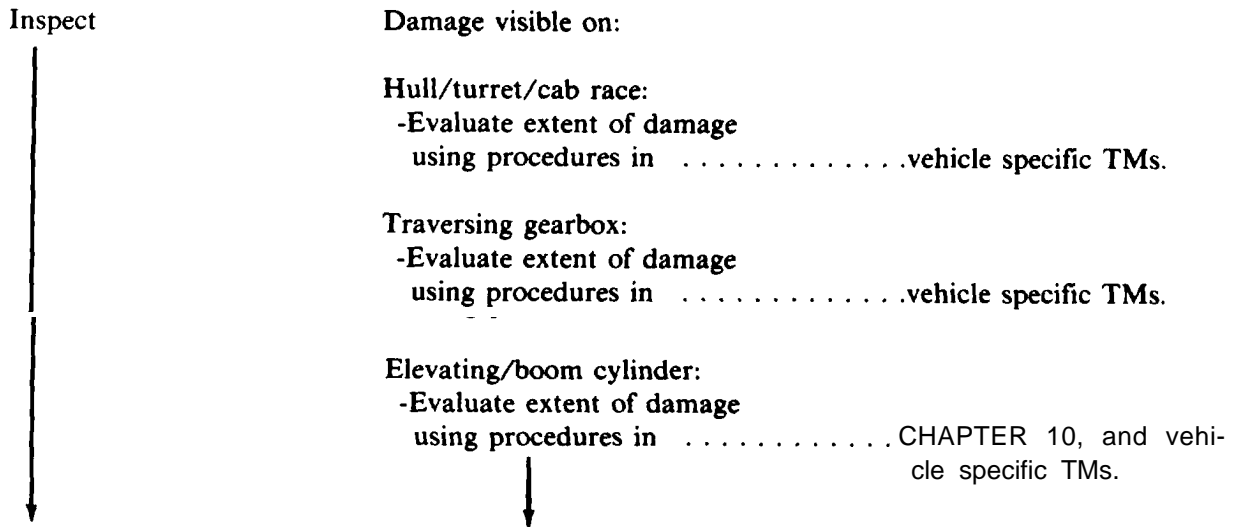 Inspect
Damage visible on:
Hull/turret/cab race:
-Evaluate extent of damage
using procedures in . . . . . . . . . . . . .vehicle specific TMs.
Traversing gearbox:
-Evaluate extent of damage
using procedures in . . . . . . . . . . . . .vehicle specific TMs.
Elevating/boom cylinder:
-Evaluate extent of damage
using procedures in . . . . . . . . . . . . CHAPTER 10, and vehi-
cle specific TMs.